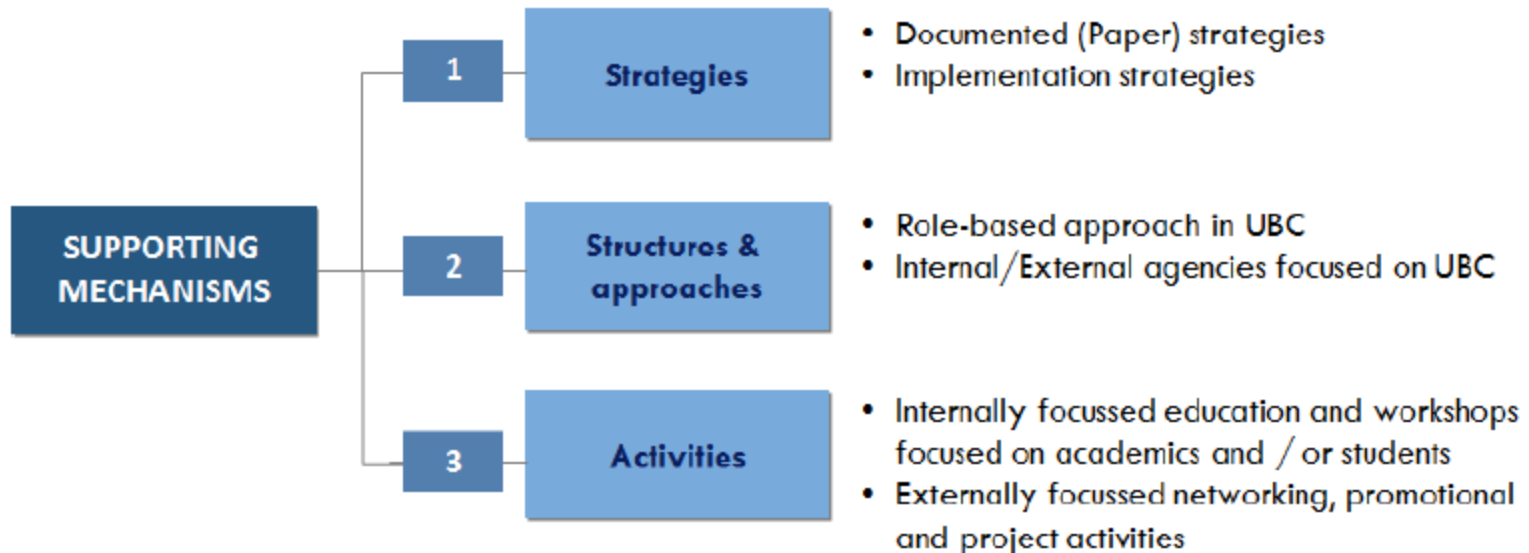 SUPPORTING
MECHANISMS
1
Strategies
• Documented (Paper) strategies
• Implementation strategies
2
Structures &
approaches
• Role-based approach in UBC
• Internal/External agencies focused on UBC
3
Activities
• Internally focussed education and workshops
focused on academics and / or students
• Externally focussed networking, promotional
and project activities